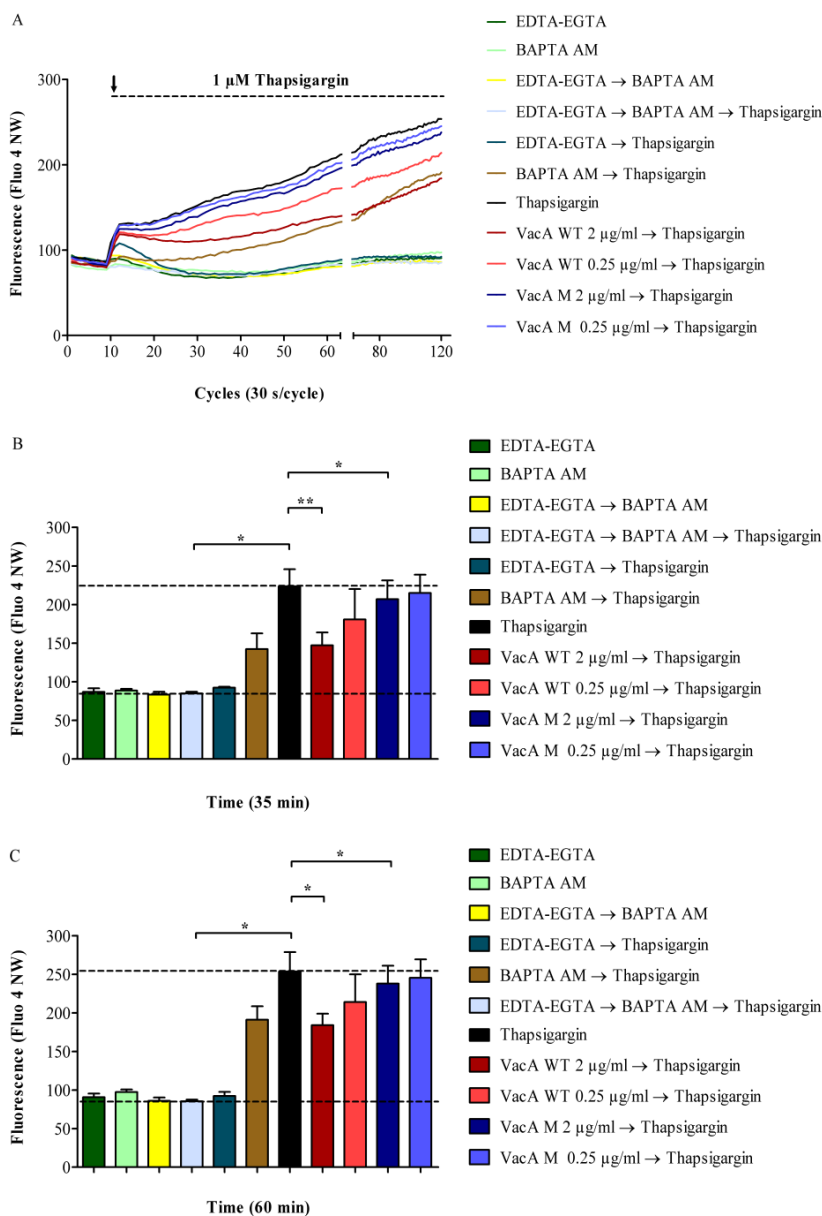 A
EDTA-EGTA
BAPTA AM
EDTA-EGTA → BAPTA AM
EDTA-EGTA → BAPTA AM → Thapsigargin
EDTA-EGTA → Thapsigargin
BAPTA AM → Thapsigargin
Thapsigargin
VacA WT 2 µg/ml → Thapsigargin
VacA WT 0.25 µg/ml → Thapsigargin
VacA M 2 µg/ml → Thapsigargin
VacA M 0.25 µg/ml → Thapsigargin
1 µM Thapsigargin
Fluorescence (Fluo 4 NW)
300
200
100
0
0 10 20 30 40 50 60 80 120
Cycles (30 s/cycle)
B
EDTA-EGTA
BAPTA AM
EDTA-EGTA → BAPTA AM
EDTA-EGTA → BAPTA AM → Thapsigargin
EDTA-EGTA → Thapsigargin
BAPTA AM → Thapsigargin
Thapsigargin
VacA WT 2 µg/ml → Thapsigargin
VacA WT 0.25 µg/ml → Thapsigargin
VacA M 2 µg/ml → Thapsigargin
VacA M 0.25 µg/ml → Thapsigargin
*
**
*
Fluorescence (Fluo 4 NW)
300
250
200
150
100
50
0
Time (35 min)
C
EDTA-EGTA
BAPTA AM
EDTA-EGTA → BAPTA AM
EDTA-EGTA → Thapsigargin
BAPTA AM → Thapsigargin
EDTA-EGTA → BAPTA AM → Thapsigargin
Thapsigargin
VacA WT 2 µg/ml → Thapsigargin
VacA WT 0.25 µg/ml → Thapsigargin
VacA M 2 µg/ml → Thapsigargin
VacA M 0.25 µg/ml → Thapsigargin
*
*
*
Fluorescence (Fluo 4 NW)
300
250
200
150
100
50
0
Time (60 min)